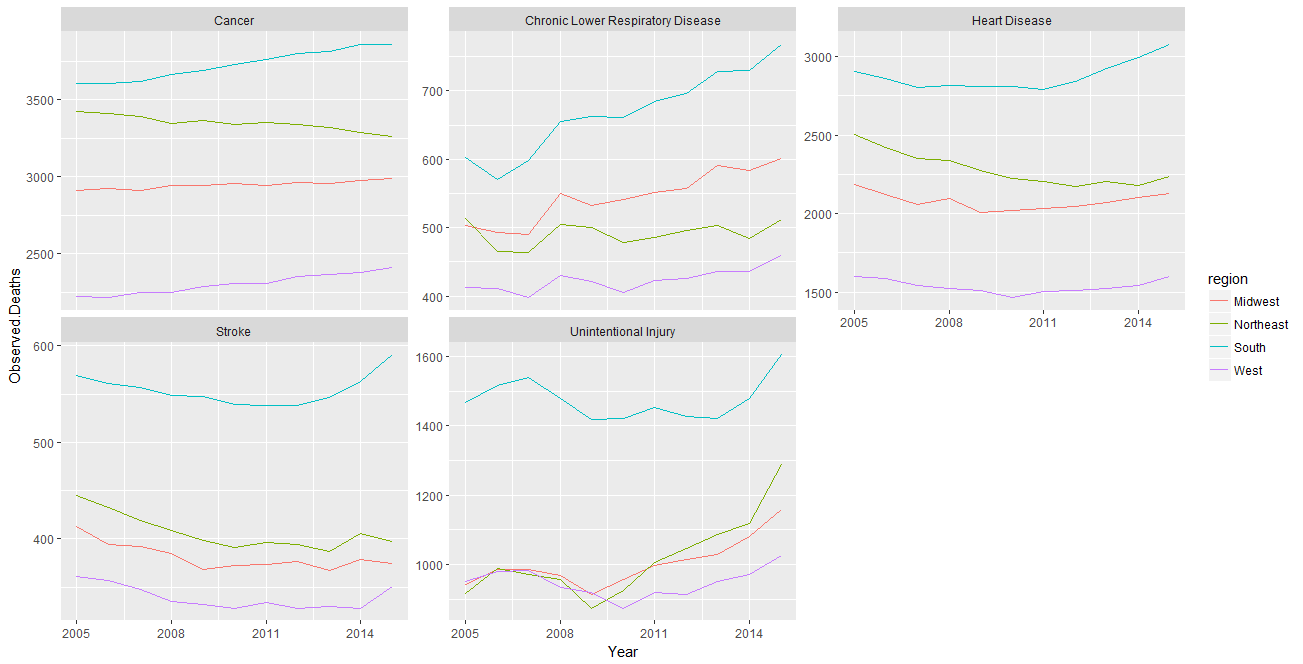 Cancer
Chronic Lower Respiratory Disease
Heart Disease
3500
3000
2500
700
600
500
400
3000
2500
2000
1500
2005
2008
2011
2014
Observed.Deaths
Stroke
Unintentional Injury
600
500
400
1600
1400
1200
1000
2005
2008
2011
2014
2005
2008
2011
2014
Year
region
Midwest
Northeast
South
West